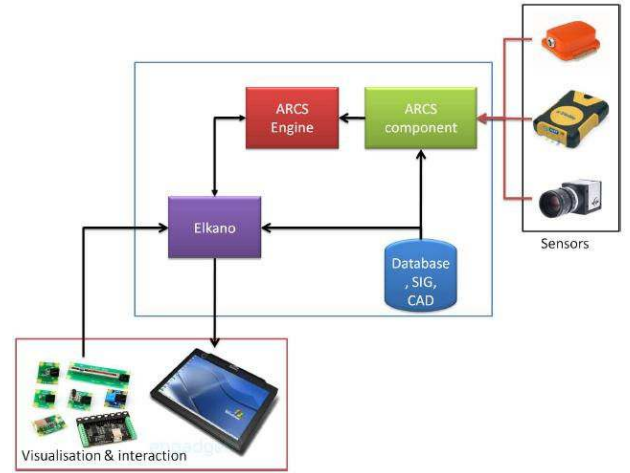 ARCS
Engine
ARCS
component
Elkano
Database
, SIG,
CAD
Sensors
Visualisation & interaction